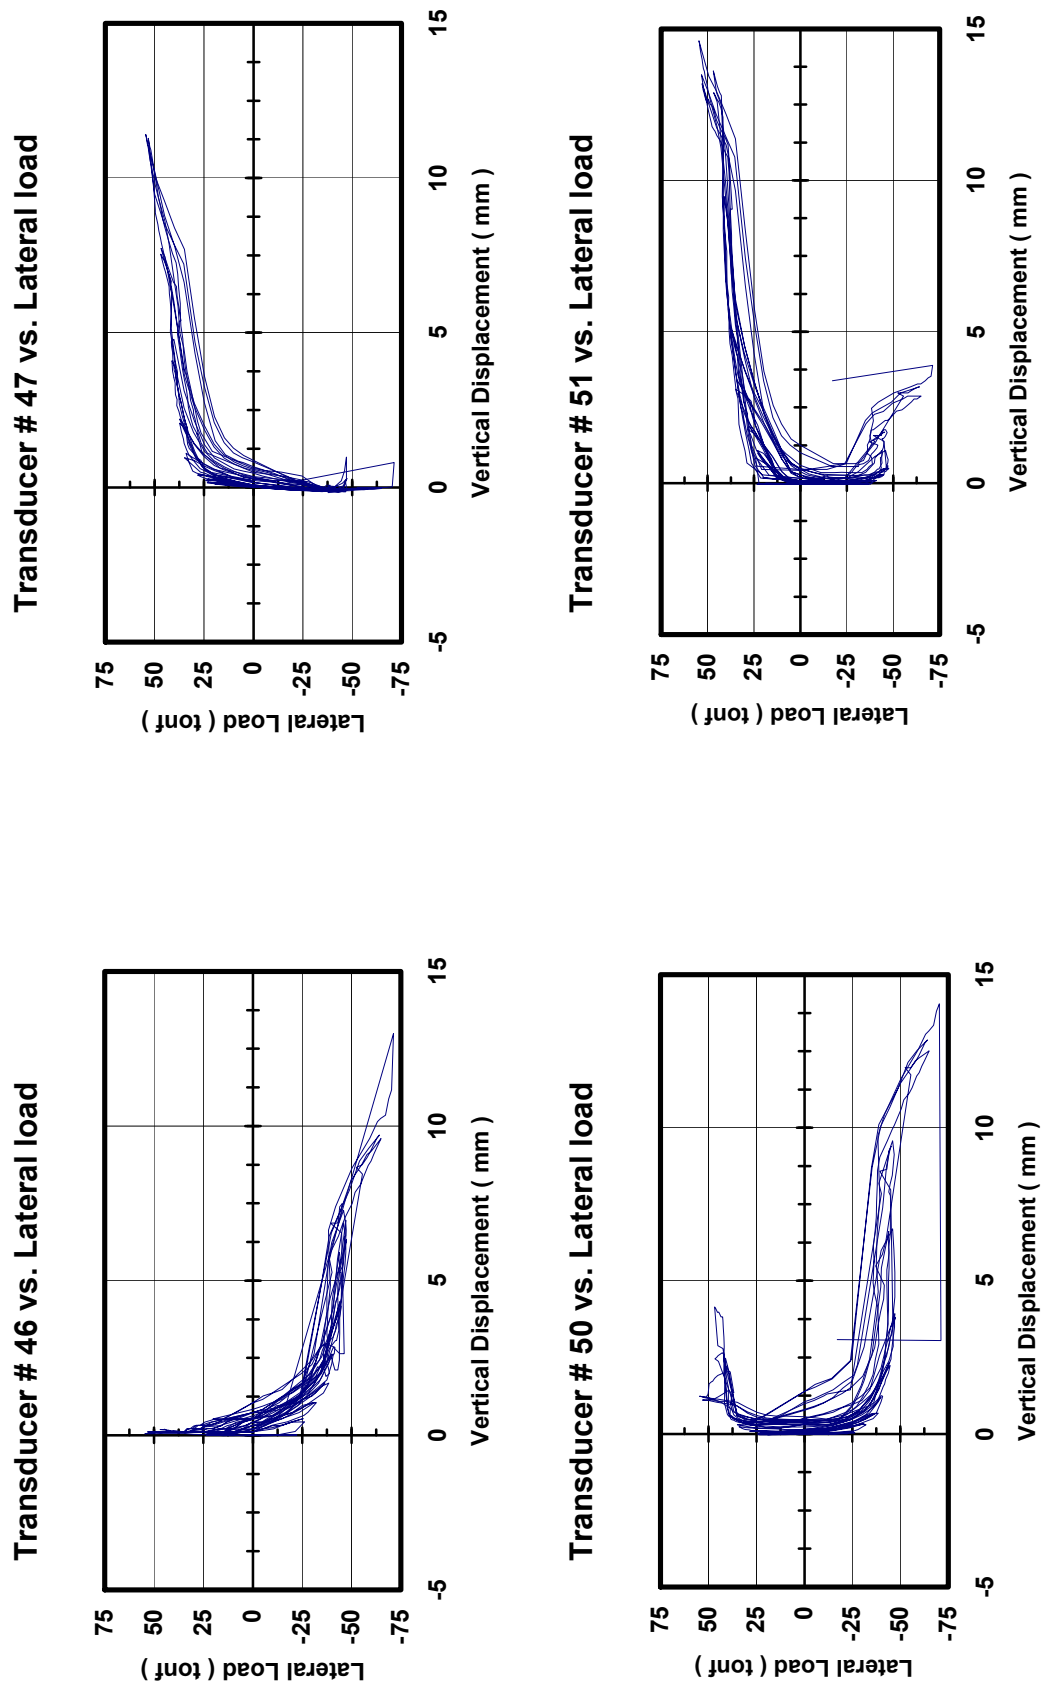 Transducer # 46 vs. Lateral load
Lateral Load ( tonf )
75
50
25
0
-25
-50
-75
-5 0 5 10 15
Vertical Displacement ( mm )
Transducer # 47 vs. Lateral load
Lateral Load ( tonf )
75
50
25
0
-25
-50
-75
-5 0 5 10 15
Vertical Displacement ( mm )
Transducer # 50 vs. Lateral load
Lateral Load ( tonf )
75
50
25
0
-25
-50
-75
-5 0 5 10 15
Vertical Displacement ( mm )
Transducer # 51 vs. Lateral load
Lateral Load ( tonf )
75
50
25
0
-25
-50
-75
-5 0 5 10 15
Vertical Displacement ( mm )